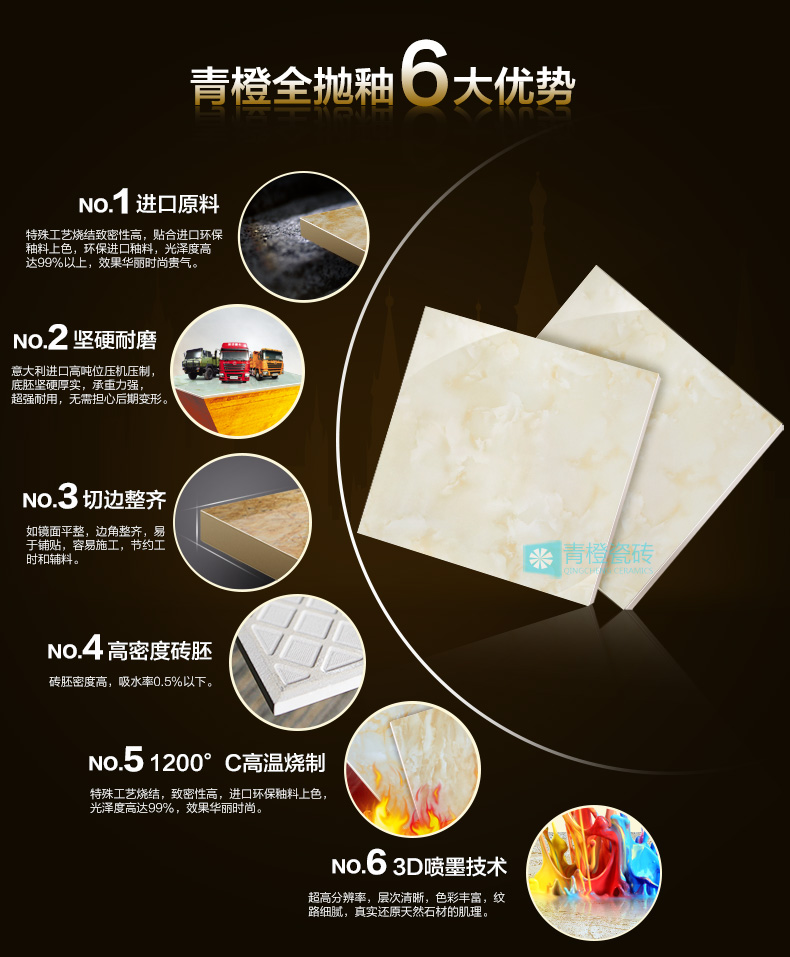 青橙全抛釉6大优势
NO.1 进口原料
特殊工艺烧结致密性高，贴合进口环保
釉料上色，环保进口釉料，光泽度高
达99%以上，效果华丽时尚贵气。
NO.2 坚硬耐磨
意大利进口高吨位压机压制，
底胚坚硬厚实，承重力强，
超强耐用，无需担心后期变形。
NO.3 切边整齐
如镜面平整，边角整齐，易
于铺贴，容易施工，节约工
时和辅料。
青橙瓷砖
QINGCHENG CERAMICS
NO.4 高密度砖胚
砖胚密度高，吸水率0.5%以下。
NO.5 1200°C高温烧制
特殊工艺烧结，致密性高，进口环保釉料上色，
光泽度高达99%，效果华丽时尚。
NO.6 3D喷墨技术
超高分辨率，层次清晰，色彩丰富，纹
路细腻，真实还原天然石材的肌理。